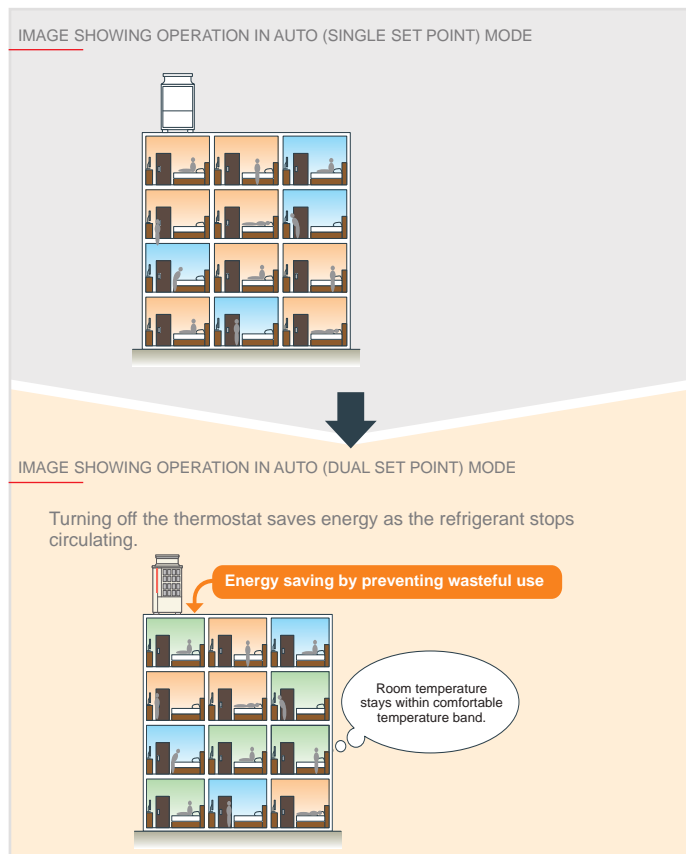 IMAGE SHOWING OPERATION IN AUTO (SINGLE SET POINT) MODE
IMAGE SHOWING OPERATION IN AUTO (DUAL SET POINT) MODE
Turning off the thermostat saves energy as the refrigerant stops
circulating.
Energy saving by preventing wasteful use
Room temperature
stays within comfortable
temperature band.